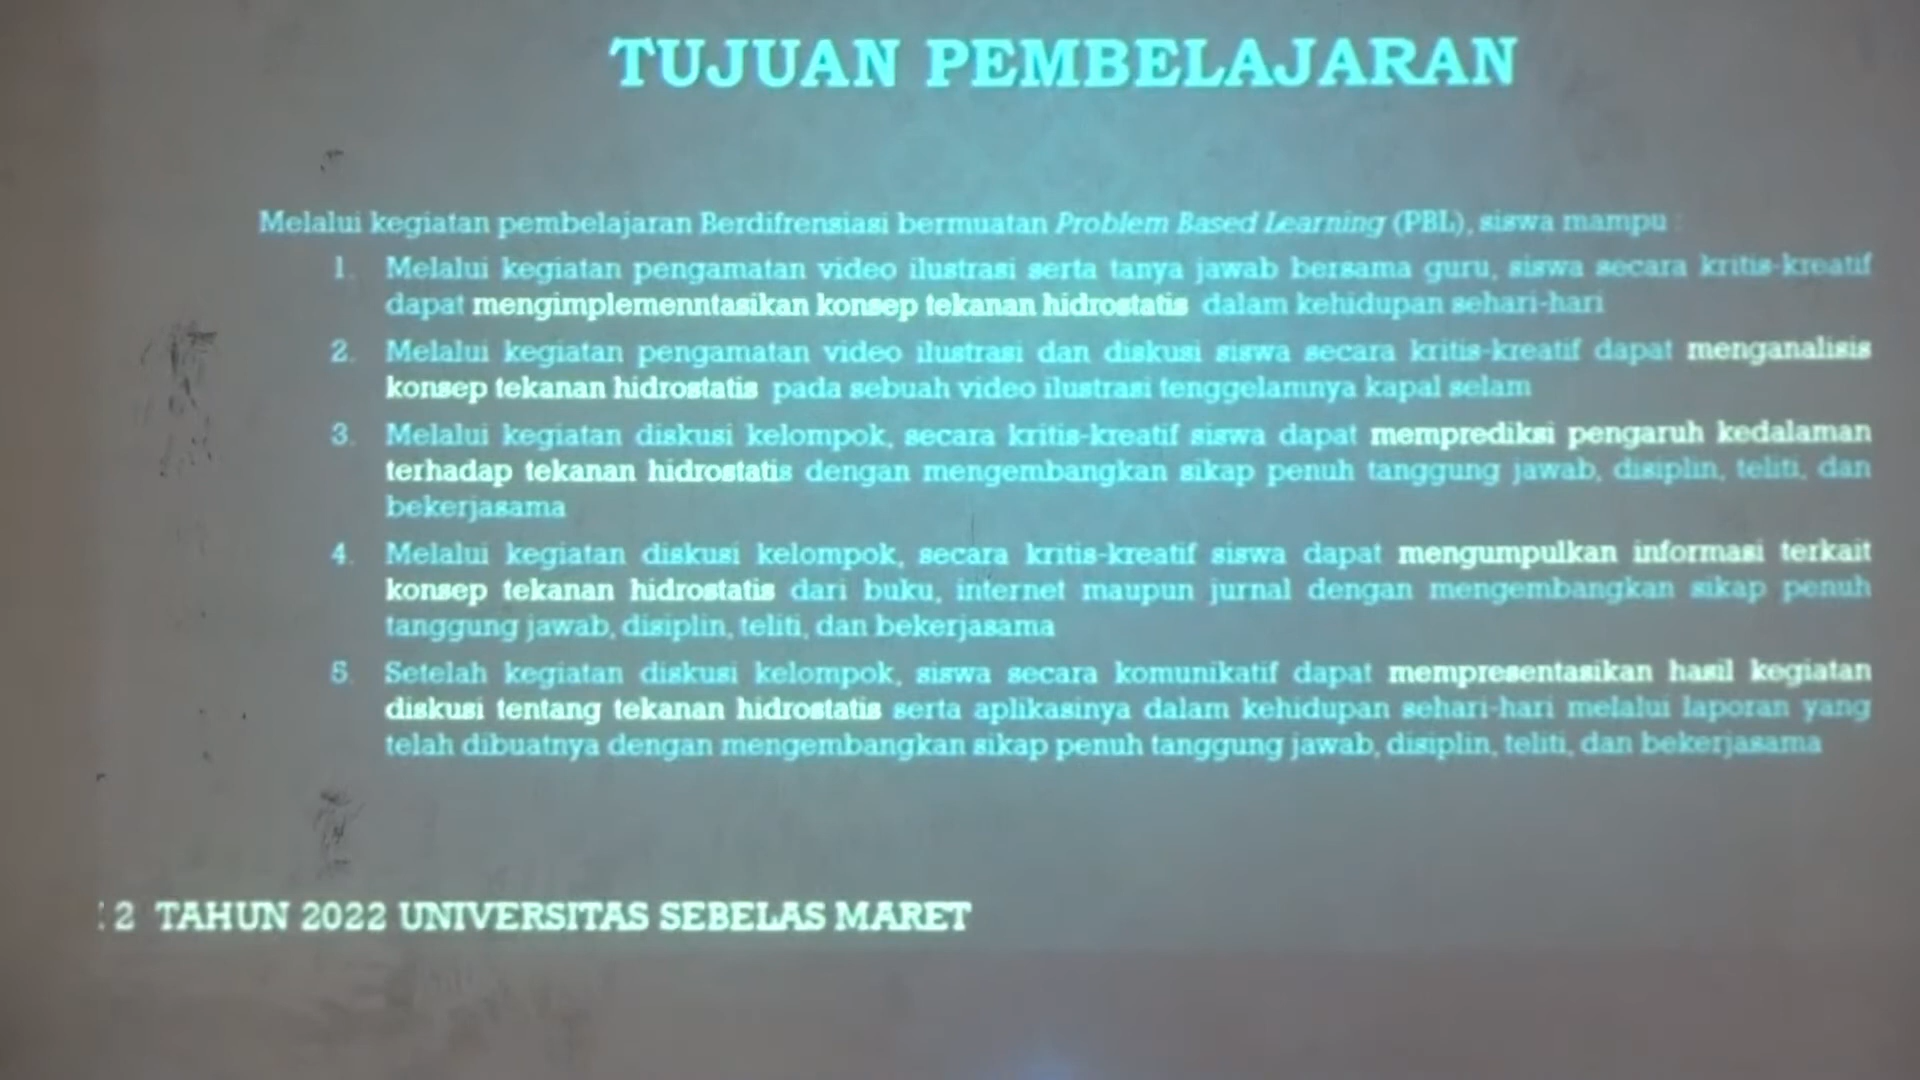 TUJUAN PEMBELAJARAN
Melalui kegiatan pembelajaran Berdifrensiasi bermuatan Problem Based Learning (PBL), siswa mampu :
1. Melalui kegiatan pengamatan video ilustrasi serta tanya jawab bersama guru, siswa secara kritis-kreatif
dapat mengimplemenntasikan konsep tekanan hidrostatis dalam kehidupan sehari-hari
2. Melalui kegiatan pengamatan video ilustrasi dan diskusi siswa secara kritis-kreatif dapat menganalisis
konsep tekanan hidrostatis pada sebuah video ilustrasi tenggelamnya kapal selam
3. Melalui kegiatan diskusi kelompok, secara kritis-kreatif siswa dapat memprediksi pengaruh kedalaman
terhadap tekanan hidrostatis dengan mengembangkan sikap penuh tanggung jawab, disiplin, teliti, dan
bekerjasama
4. Melalui kegiatan diskusi kelompok, secara kritis-kreatif siswa dapat mengumpulkan informasi terkait
konsep tekanan hidrostatis dari buku, internet maupun jurnal dengan mengembangkan sikap penuh
tanggung jawab, disiplin, teliti, dan bekerjasama
5. Setelah kegiatan diskusi kelompok, siswa secara komunikatif dapat mempresentasikan hasil kegiatan
diskusi tentang tekanan hidrostatis serta aplikasinya dalam kehidupan sehari-hari melalui laporan yang
telah dibuatnya dengan mengembangkan sikap penuh tanggung jawab, disiplin, teliti, dan bekerjasama
2 TAHUN 2022 UNIVERSITAS SEBELAS MARET